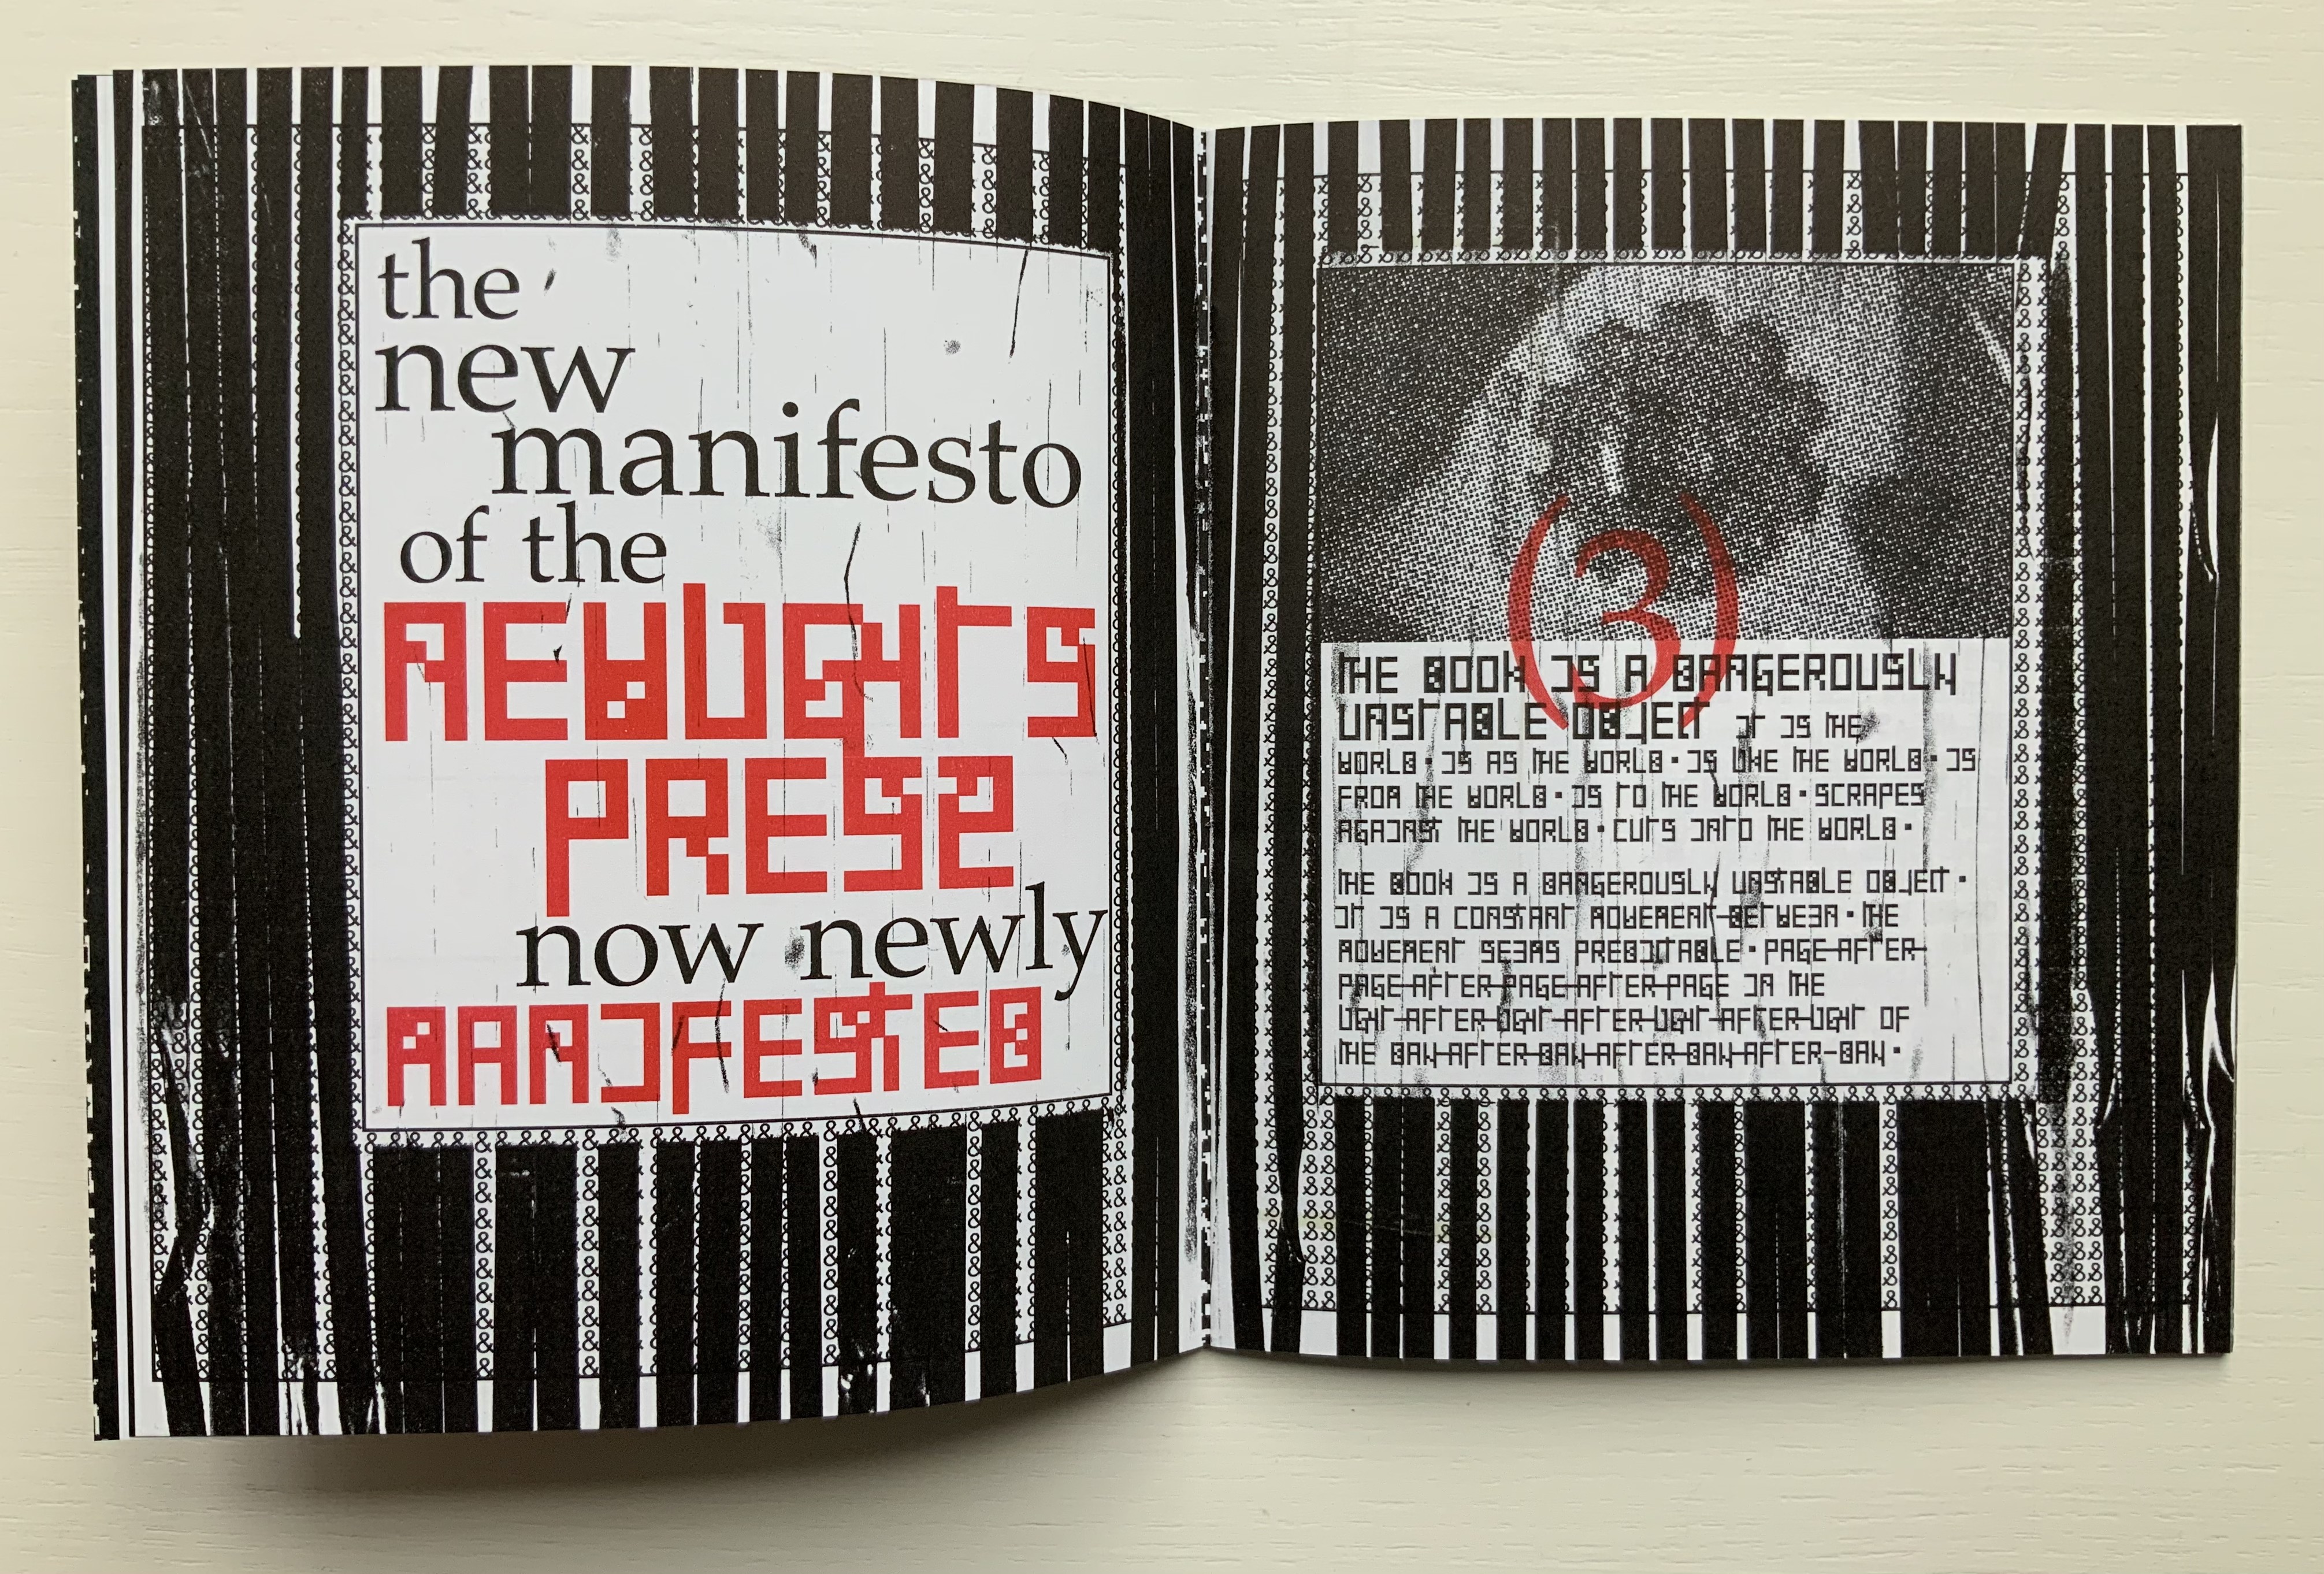 the
new
manifesto
of the
NEWLIGHTS
PRESS
now newly
MANIFESTED
(3)
THE BOOK IS A DANGEROUSLY
UNSTABLE OBJECT IT IS THE
WORLD · IS AS THE WORLD · IS LIKE THE WORLD · IS
FROM THE WORLD · IS TO THE WORLD · SCRAPES
AGAINST THE WORLD · CUTS INTO THE WORLD ·
THE BOOK IS A DANGEROUSLY UNSTABLE OBJECT ·
IT IS A CONSTANT MOVEMENT-BETWEEN · THE
MOVEMENT SEEMS PREDICTABLE · PAGE-AFTER-
PAGE-AFTER-PAGE-AFTER-PAGE IN THE
LIGHT-AFTER-LIGHT-AFTER-LIGHT-AFTER-LIGHT OF
THE DAY-AFTER-DAY-AFTER-DAY-AFTER-DAY ·